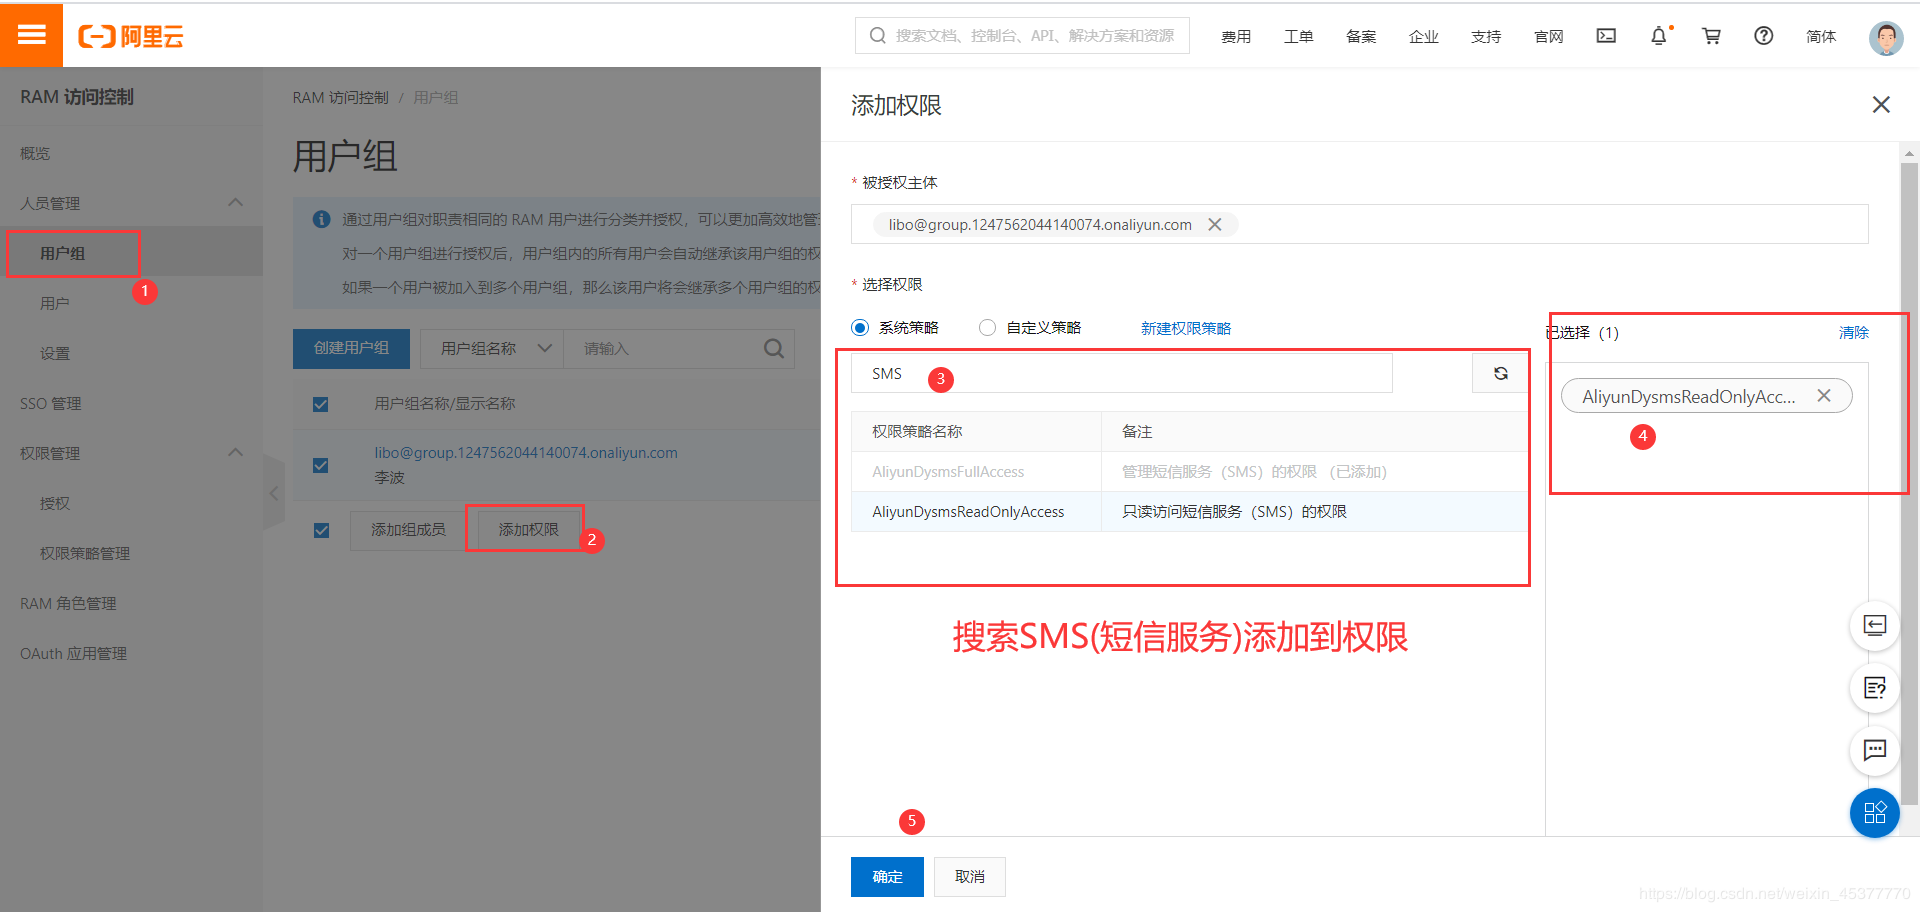 阿里云
搜索文档、控制台、API、解决方案和资源
费用
工单
备案
企业
支持
官网
简体
RAM 访问控制
概览
人员管理
用户组
1
用户
设置
SSO 管理
权限管理
授权
权限策略管理
RAM 角色管理
OAuth 应用管理
RAM 访问控制 / 用户组
用户组
通过用户组对职责相同的 RAM 用户进行分类并授权，可以更加高效地管
对一个用户组进行授权后，用户组内的所有用户会自动继承该用户组的权
如果一个用户被加入到多个用户组，那么该用户将会继承多个用户组的权
创建用户组
用户组名称
请输入
用户组名称/显示名称
libo@group.1247562044140074.onaliyun.com
李波
添加组成员
添加权限
2
添加权限
* 被授权主体
libo@group.1247562044140074.onaliyun.com
* 选择权限
系统策略
自定义策略
新建权限策略
SMS
3
权限策略名称
备注
AliyunDysmsFullAccess
管理短信服务（SMS）的权限 （已添加）
AliyunDysmsReadOnlyAccess
只读访问短信服务（SMS）的权限
搜索SMS(短信服务)添加到权限
已选择（1）
清除
AliyunDysmsReadOnlyAcc...
4
5
确定
取消
https://blog.csdn.net/weixin_45377770